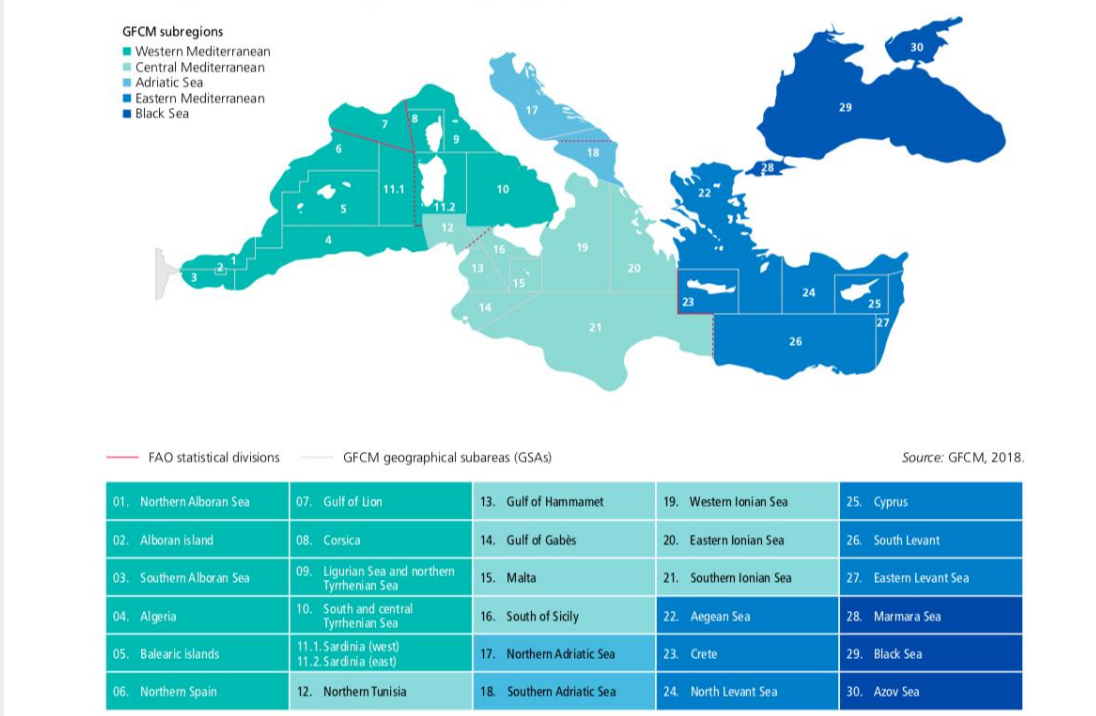 GFCM subregions
Western Mediterranean
Central Mediterranean
Adriatic Sea
Eastern Mediterranean
Black Sea
30
29
28
17
18
7
8
9
6
11.1
10
5
11.2
12
4
1
2
3
16
13
15
14
19
20
21
22
23
24
25
27
26
FAO statistical divisions
GFCM geographical subareas (GSAs)
Source: GFCM, 2018.
01. Northern Alboran Sea
02. Alboran island
03. Southern Alboran Sea
04. Algeria
05. Balearic islands
06. Northern Spain
07. Gulf of Lion
08. Corsica
09. Ligurian Sea and northern
Tyrrhenian Sea
10. South and central
Tyrrhenian Sea
11.1. Sardinia (west)
11.2. Sardinia (east)
12. Northern Tunisia
13. Gulf of Hammamet
14. Gulf of Gabès
15. Malta
16. South of Sicily
17. Northern Adriatic Sea
18. Southern Adriatic Sea
19. Western Ionian Sea
20. Eastern Ionian Sea
21. Southern Ionian Sea
22. Aegean Sea
23. Crete
24. North Levant Sea
25. Cyprus
26. South Levant
27. Eastern Levant Sea
28. Marmara Sea
29. Black Sea
30. Azov Sea